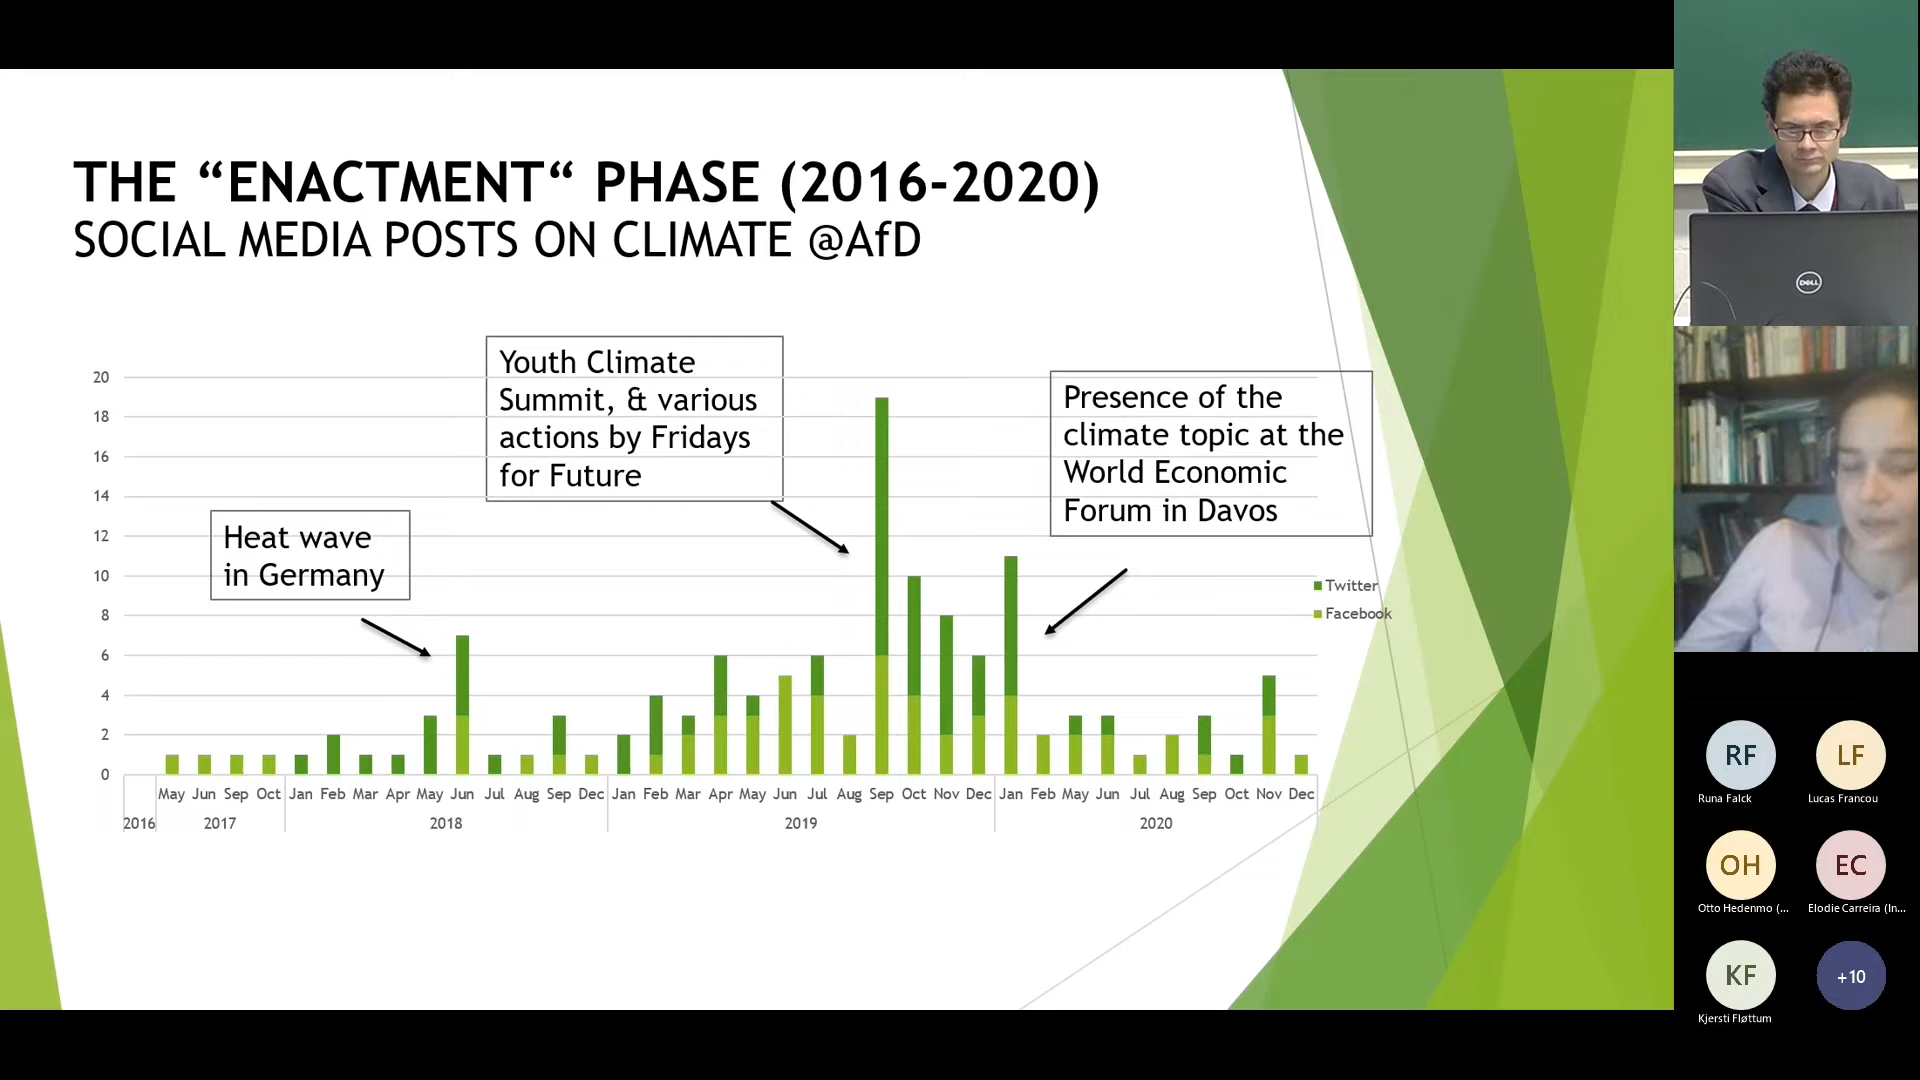 THE “ENACTMENT“ PHASE (2016-2020)
SOCIAL MEDIA POSTS ON CLIMATE @AfD
Youth Climate
Summit, & various
actions by Fridays
for Future
Presence of the
climate topic at the
World Economic
Forum in Davos
Heat wave
in Germany
20
18
16
14
12
10
8
6
4
2
0
Twitter
Facebook
May Jun Sep Oct Jan Feb Mar Apr May Jun Jul Aug Sep Dec Jan Feb Mar Apr May Jun Jul Aug Sep Oct Nov Dec Jan Feb May Jun Jul Aug Sep Oct Nov Dec
2016 2017 2018 2019 2020
DELL
RF
Runa Falck
LF
Lucas Francou
OH
Otto Hedenmo (...
EC
Elodie Carreira (In...
KF
Kjersti Fløttum
+10